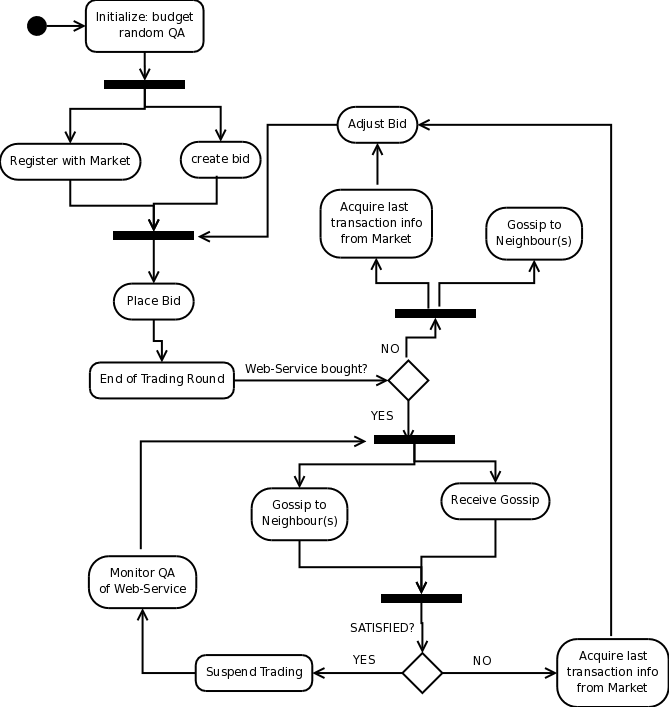 Initialize: budget
random QA
Register with Market
create bid
Adjust Bid
Acquire last
transaction info
from Market
Gossip to
Neighbour(s)
Place Bid
NO
End of Trading Round
Web-Service bought?
YES
Gossip to
Neighbour(s)
Receive Gossip
Monitor QA
of Web-Service
SATISFIED?
Suspend Trading
YES
NO
Acquire last
transaction info
from Market